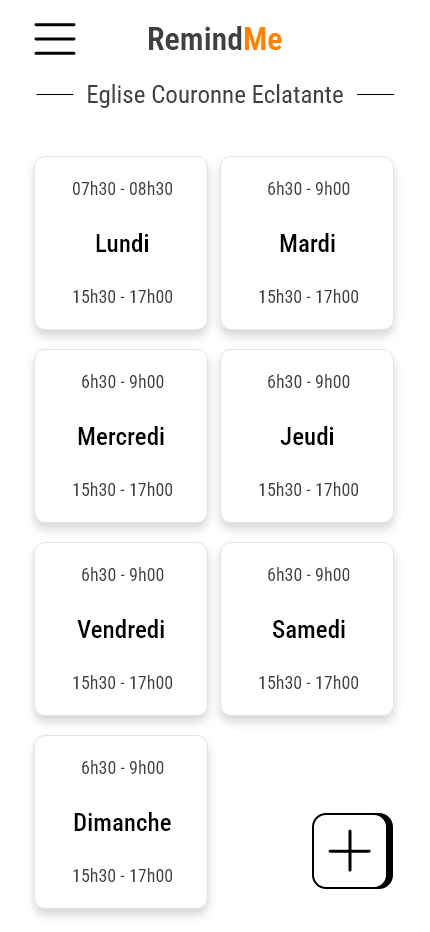 RemindMe
Eglise Couronne Eclatante
07h30 - 08h30
Lundi
15h30 - 17h00
6h30 - 9h00
Mardi
15h30 - 17h00
6h30 - 9h00
Mercredi
15h30 - 17h00
6h30 - 9h00
Jeudi
15h30 - 17h00
6h30 - 9h00
Vendredi
15h30 - 17h00
6h30 - 9h00
Samedi
15h30 - 17h00
6h30 - 9h00
Dimanche
15h30 - 17h00